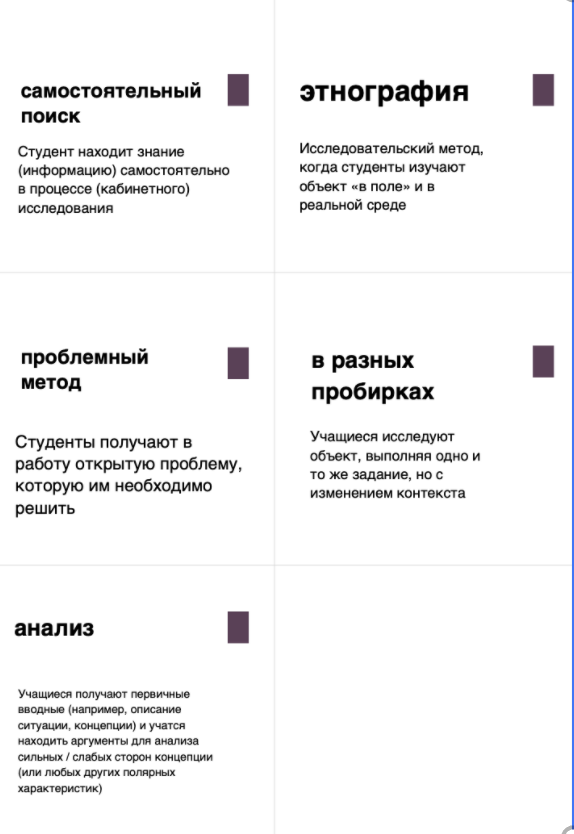 самостоятельный
поиск
Студент находит знание
(информацию) самостоятельно
в процессе (кабинетного)
исследования
этнография
Исследовательский метод,
когда студенты изучают
объект «в поле» и в
реальной среде
проблемный
метод
Студенты получают в
работу открытую проблему,
которую им необходимо
решить
в разных
пробирках
Учащиеся исследуют
объект, выполняя одно и
то же задание, но с
изменением контекста
анализ
Учащиеся получают первичные
вводные (например, описание
ситуации, концепции) и учатся
находить аргументы для анализа
сильных / слабых сторон концепции
(или любых других полярных
характеристик)